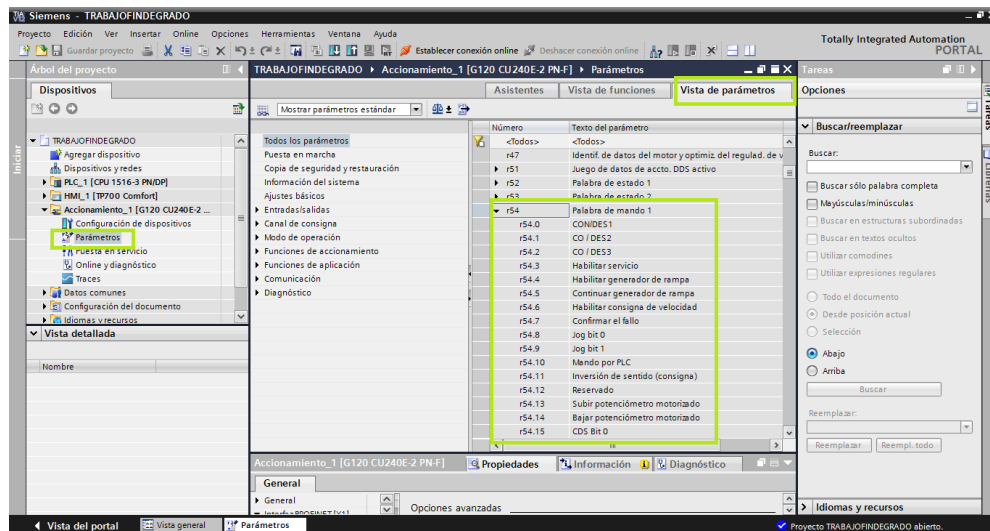 Siemens - TRABAJOFINDEGRADO
Proyecto Edición Ver Insertar Online Opciones Herramientas Ventana Ayuda
Totally Integrated Automation
PORTAL
Guardar proyecto Establecer conexión online Deshacer conexión online
Árbol del proyecto
TRABAJOFINDEGRADO Accionamiento_1 [G120 CU240E-2 PN-F] Parámetros
Tareas
Dispositivos
Asistentes Vista de funciones Vista de parámetros
Opciones
Mostrar parámetros estándar
Iniciar
TRABAJOFINDEGRADO
Agregar dispositivo
Dispositivos y redes
PLC_1 [CPU 1516-3 PN/DP]
HMI_1 [TP700 Comfort]
Accionamiento_1 [G120 CU240E-2 ...
Configuración de dispositivos
Parámetros
Puesta en servicio
Online y diagnóstico
Traces
Datos comunes
Configuración del documento
Idiomas y recursos
Vista detallada
Nombre
Todos los parámetros
Puesta en marcha
Copia de seguridad y restauración
Información del sistema
Ajustes básicos
Entradas/salidas
Canal de consigna
Modo de operación
Funciones de accionamiento
Funciones de aplicación
Comunicación
Diagnóstico
Número Texto del parámetro
<Todos> <Todos>
r47 Identif. de datos del motor y optimiz. del regulad. de v
r51 Juego de datos de accto. DDS activo
r52 Palabra de estado 1
r53 Palabra de estado 2
r54 Palabra de mando 1
r54.0 CON/DES1
r54.1 CO / DES2
r54.2 CO / DES3
r54.3 Habilitar servicio
r54.4 Habilitar generador de rampa
r54.5 Continuar generador de rampa
r54.6 Habilitar consigna de velocidad
r54.7 Confirmar el fallo
r54.8 Jog bit 0
r54.9 Jog bit 1
r54.10 Mando por PLC
r54.11 Inversión de sentido (consigna)
r54.12 Reservado
r54.13 Subir potenciómetro motorizado
r54.14 Bajar potenciómetro motorizado
r54.15 CDS Bit 0
Accionamiento_1 [G120 CU240E-2 PN-F]
Propiedades Información Diagnóstico
General
General
Interfaz PROFINET [X1]
Opciones avanzadas
Buscar/reemplazar
Buscar:
Buscar sólo palabra completa
Mayúsculas/minúsculas
Buscar en estructuras subordinadas
Buscar en textos ocultos
Utilizar comodines
Utilizar expresiones regulares
Todo el documento
Desde posición actual
Selección
Abajo
Arriba
Buscar
Reemplazar:
Reemplazar Reempl. todo
Idiomas y recursos
Tareas
Librerías
Vista del portal Vista general Parámetros
Proyecto TRABAJOFINDEGRADO abierto.